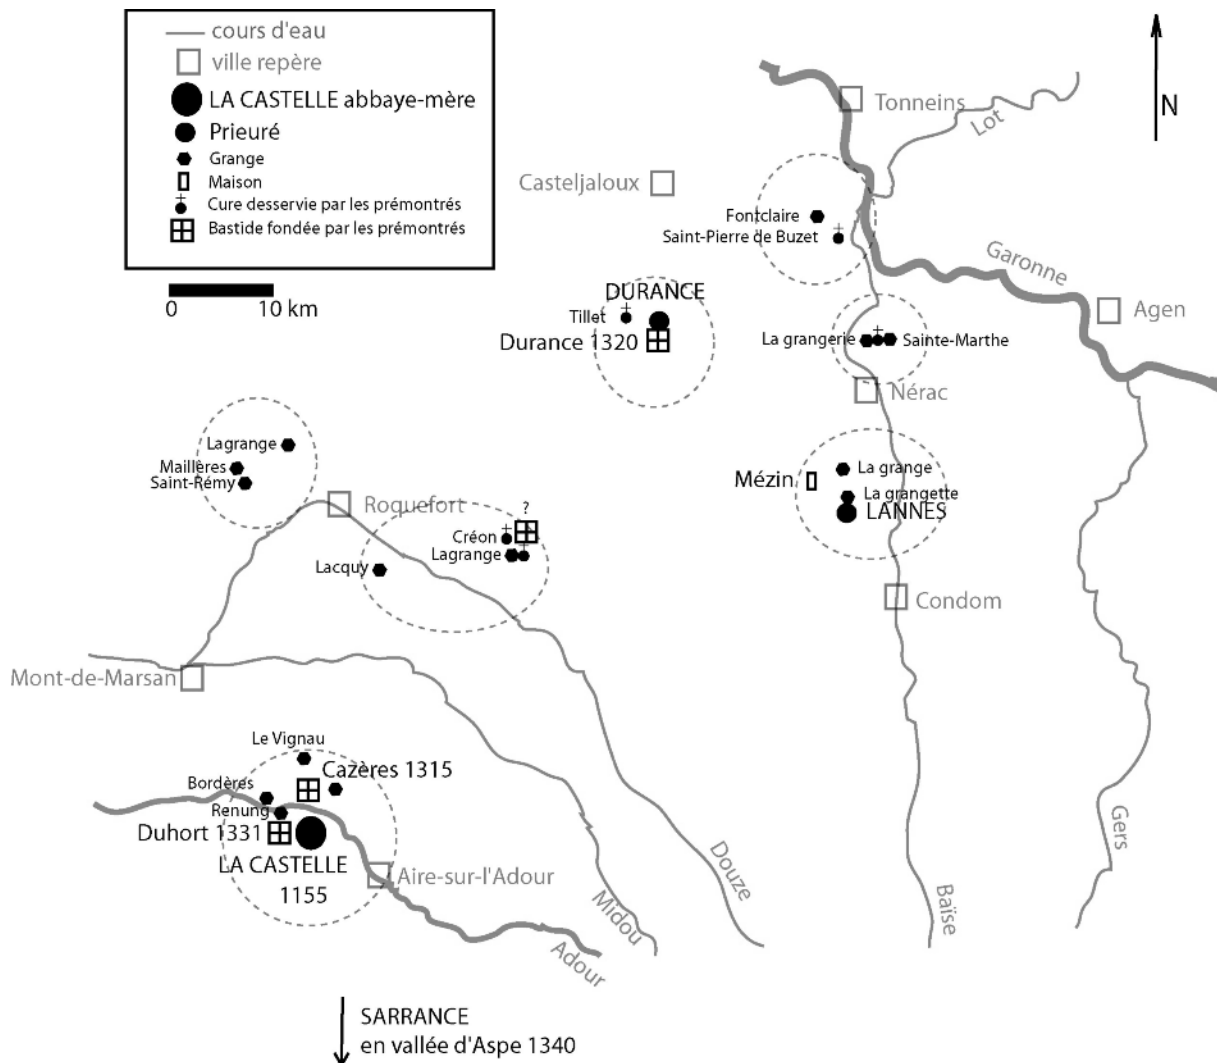 cours d'eau
ville repère
LA CASTELLE abbaye-mère
Prieuré
Grange
Maison
Cure desservie par les prémontrés
Bastide fondée par les prémontrés
0 10 km
N
Tonneins
Lot
Casteljaloux
Fontclaire
Saint-Pierre de Buzet
Garonne
Agen
DURANCE
Tillet
Durance 1320
La grangerie
Sainte-Marthe
Nérac
Lagrange
Maillères
Saint-Rémy
Mézin
La grange
La grangette
LANNES
Roquefort
?
Créon
Lagrange
Lacquy
Condom
Mont-de-Marsan
Le Vignau
Cazères 1315
Bordères
Renung
Duhort 1331
LA CASTELLE
1155
Aire-sur-l'Adour
Adour
Midou
Douze
Baïse
Gers
SARRANCE
en vallée d'Aspe 1340